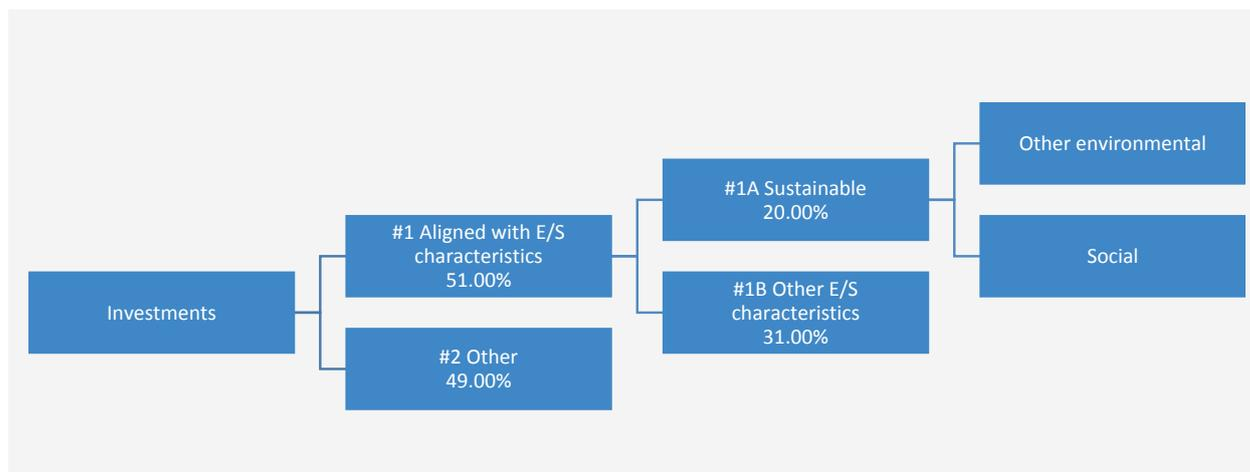 Investments
#1 Aligned with E/S
characteristics
51.00%
#2 Other
49.00%
#1A Sustainable
20.00%
#1B Other E/S
characteristics
31.00%
Other environmental
Social